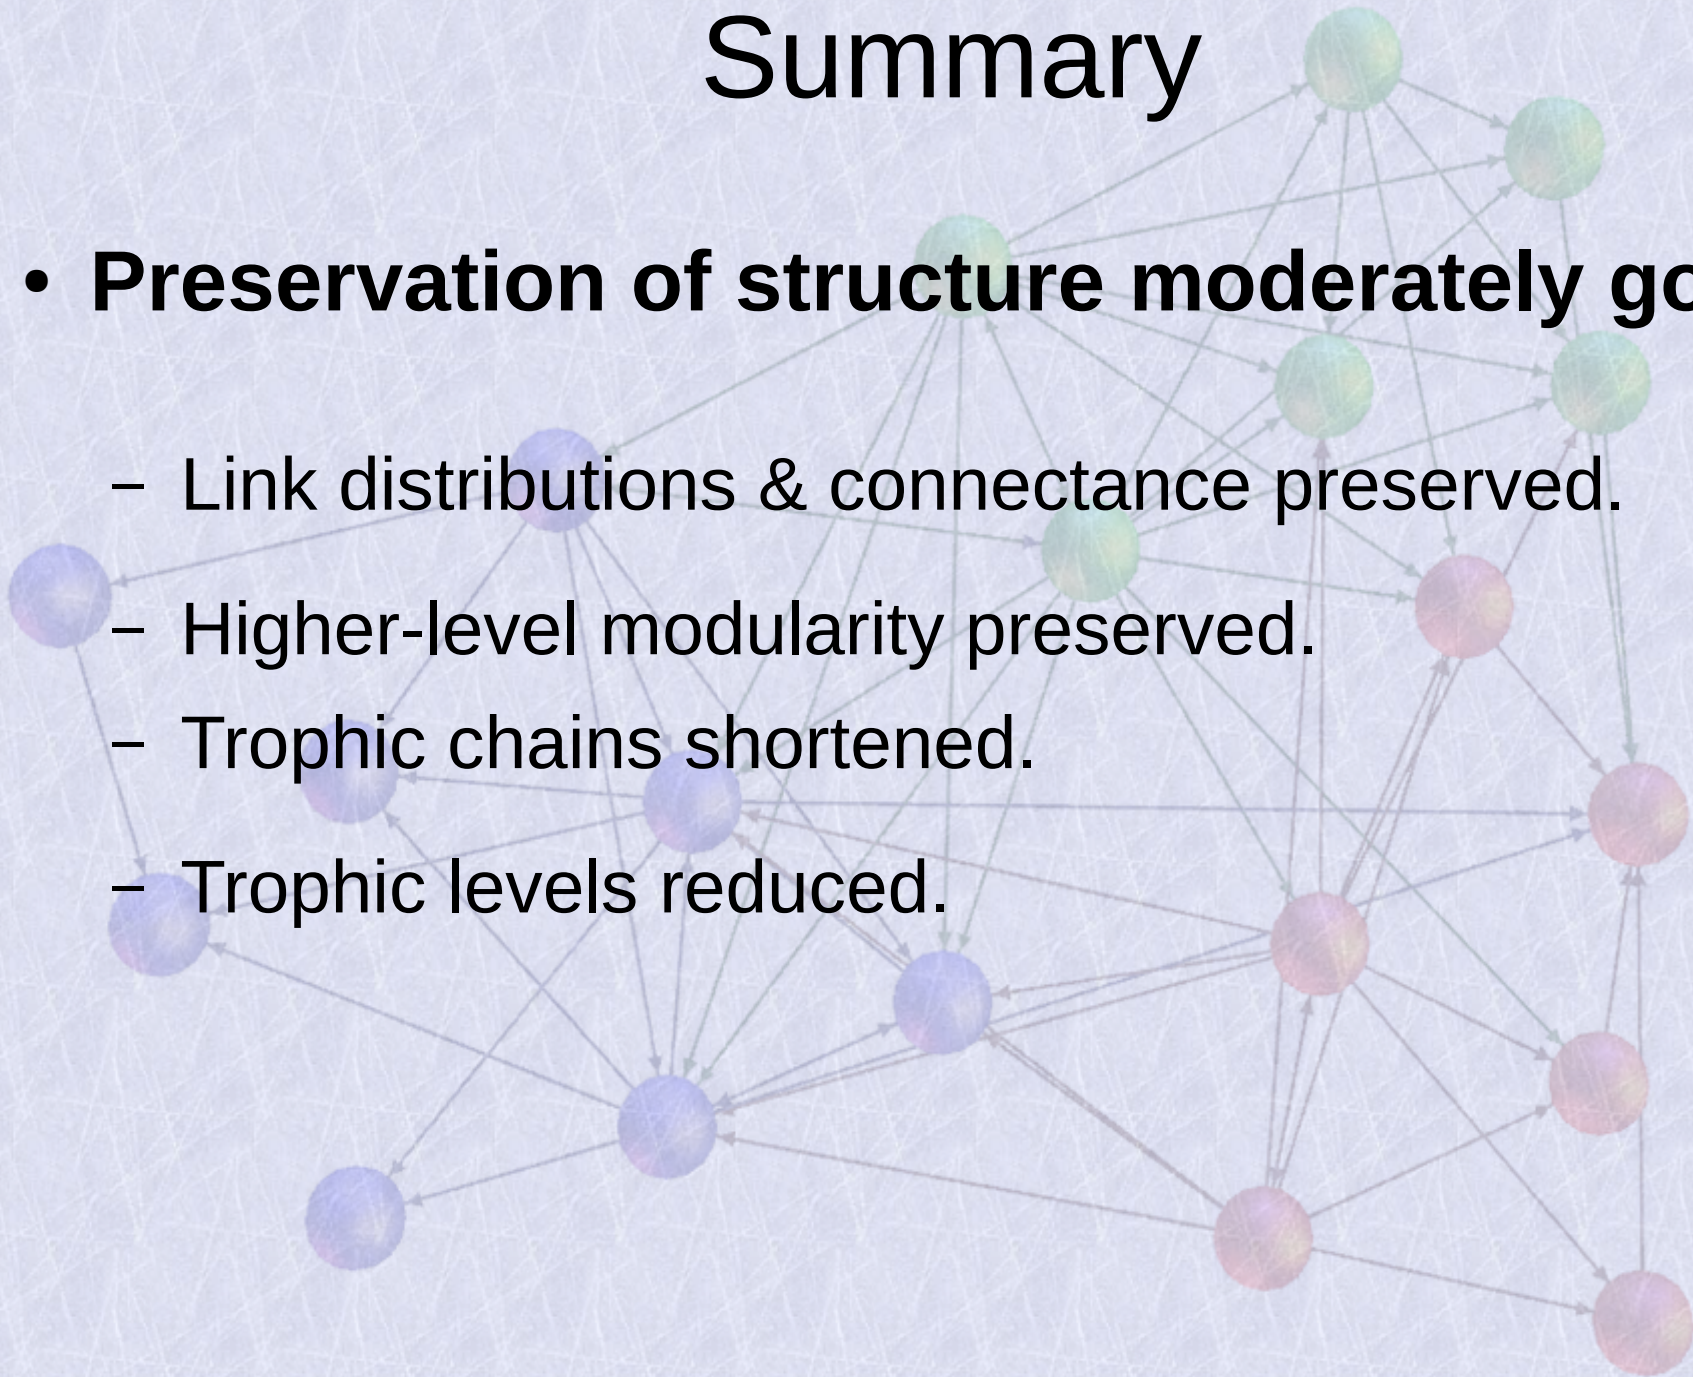 Summary
• Preservation of structure moderately go
– Link distributions & connectance preserved.
– Higher-level modularity preserved.
– Trophic chains shortened.
– Trophic levels reduced.